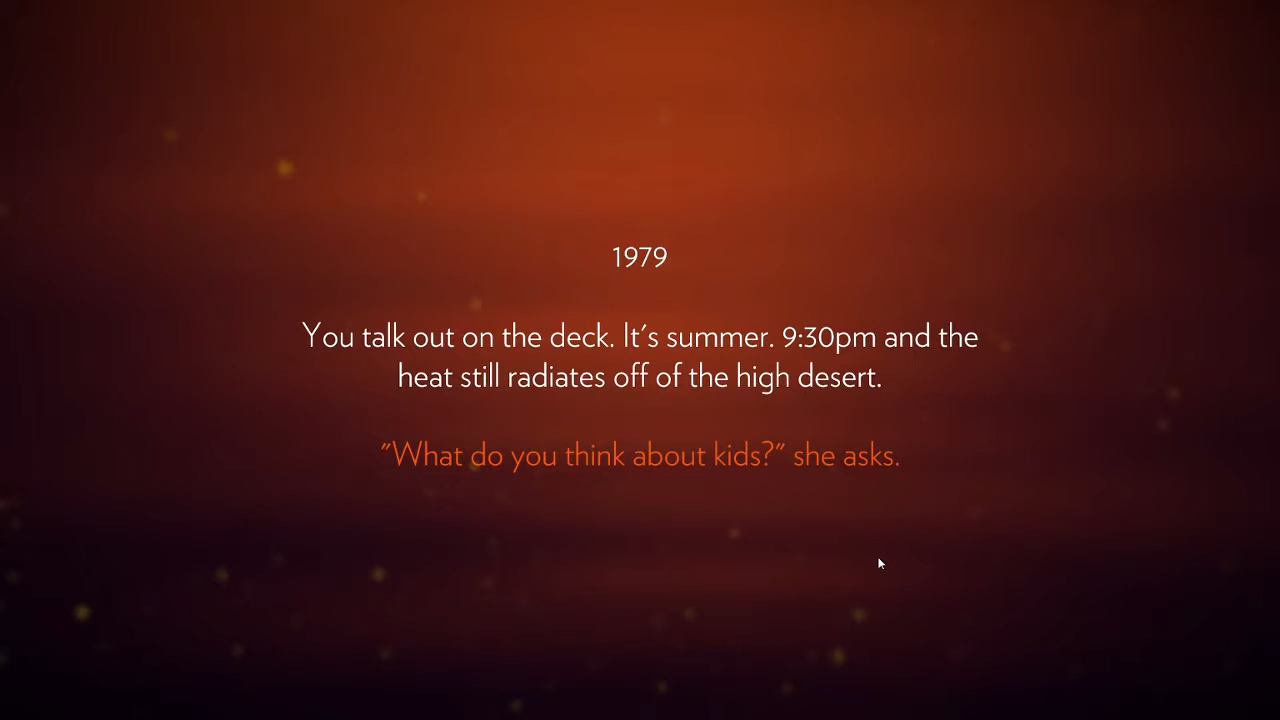 1979
You talk out on the deck. It's summer. 9:30pm and the
heat still radiates off of the high desert.
"What do you think about kids?" she asks.